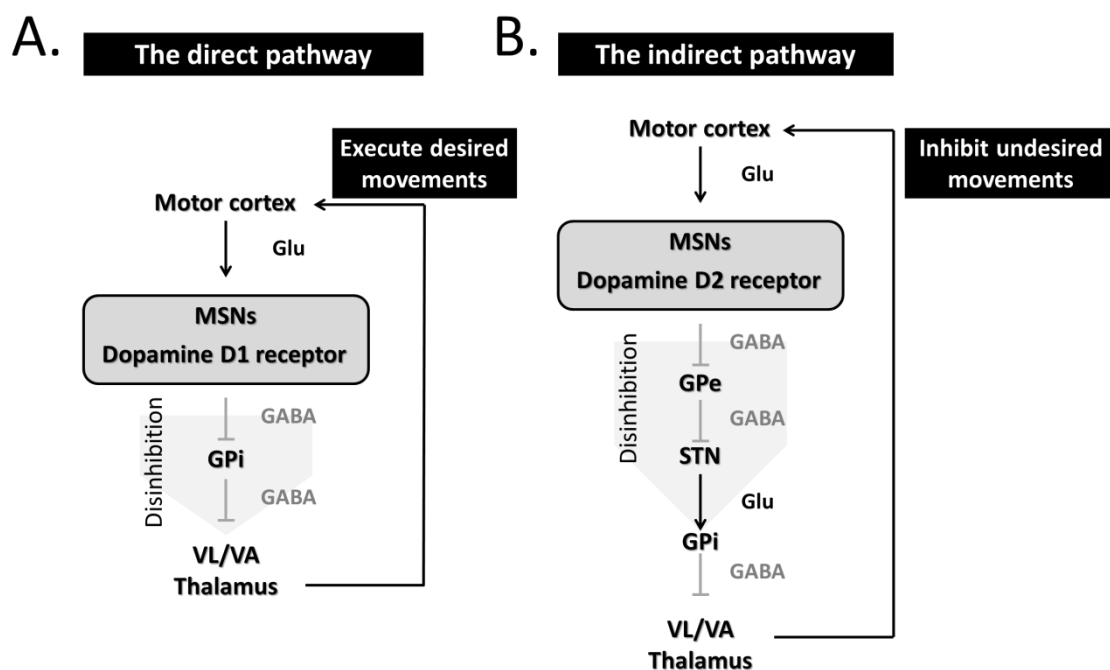 A.
The direct pathway
Execute desired
movements
Motor cortex
Glu
MSNs
Dopamine D1 receptor
Disinhibition
GABA
GPi
GABA
VL/VA
Thalamus
B.
The indirect pathway
Motor cortex
Inhibit undesired
movements
Glu
MSNs
Dopamine D2 receptor
Disinhibition
GABA
GPe
GABA
STN
Glu
GPi
GABA
VL/VA
Thalamus